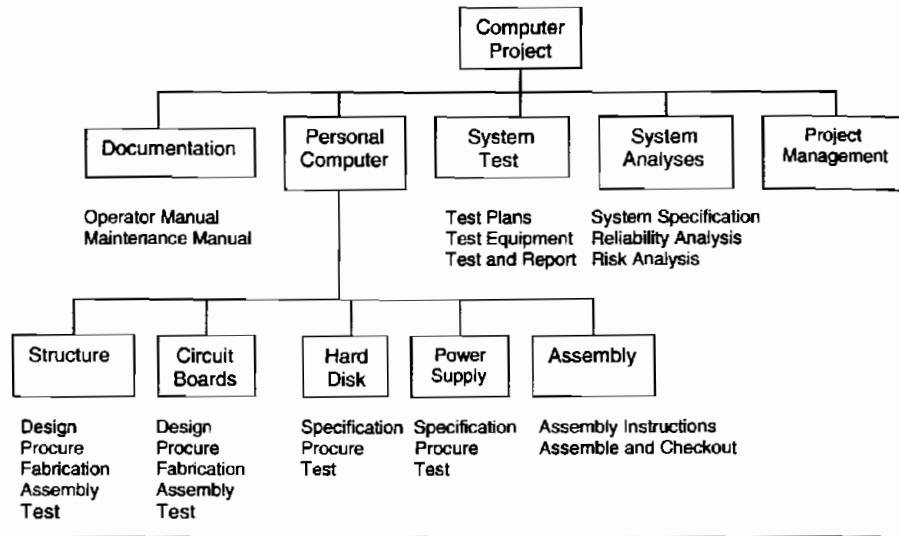 Computer
Project
Documentation
Personal
Computer
System
Test
System
Analyses
Project
Management
Operator Manual
Maintenance Manual
Test Plans
Test Equipment
Test and Report
System Specification
Reliability Analysis
Risk Analysis
Structure
Circuit
Boards
Hard
Disk
Power
Supply
Assembly
Design
Procure
Fabrication
Assembly
Test
Design
Procure
Fabrication
Assembly
Test
Specification
Procure
Test
Specification
Procure
Test
Assembly Instructions
Assemble and Checkout